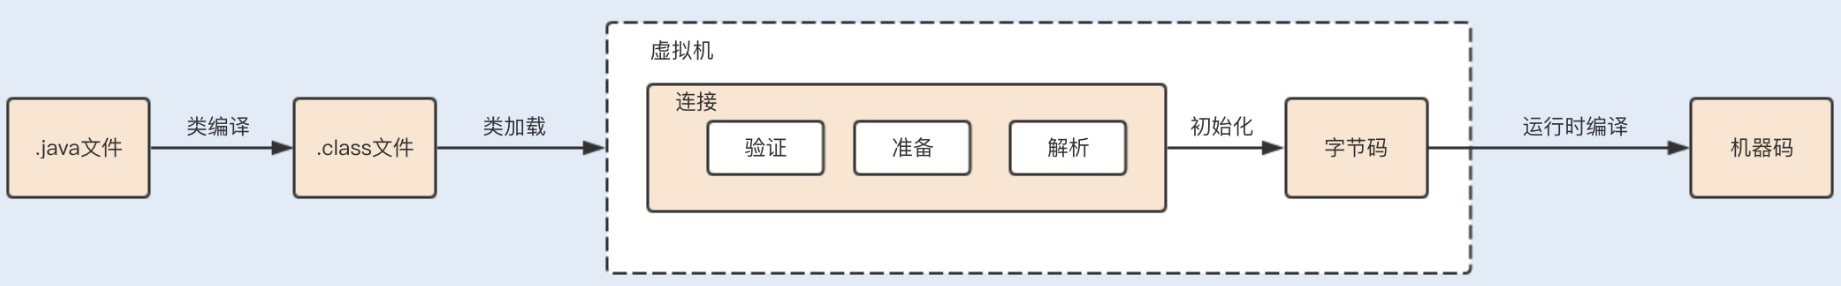 .java文件
类编译
.class文件
类加载
虚拟机
连接
验证
准备
解析
初始化
字节码
运行时编译
机器码